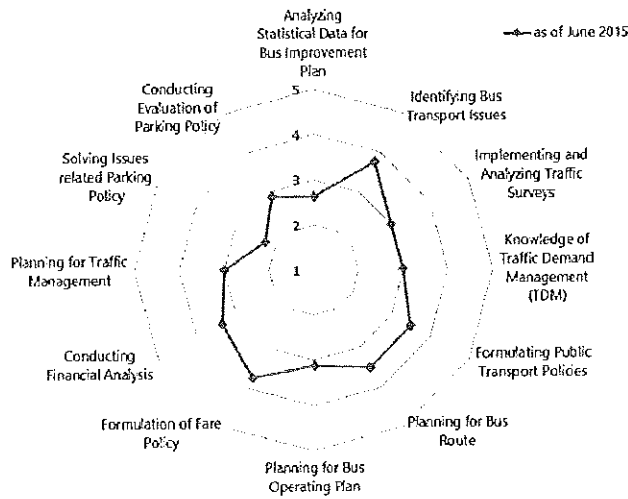 Analyzing
Statistical Data for
Bus Improvement
Plan
as of June 2015
Identifying Bus
Transport Issues
Implementing and
Analyzing Traffic
Surveys
Knowledge of
Traffic Demand
Management
(TDM)
Formulating Public
Transport Policies
Planning for Bus
Route
Planning for Bus
Operating Plan
Formulation of Fare
Policy
Conducting
Financial Analysis
Planning for Traffic
Management
Solving Issues
related Parking
Policy
Conducting
Evaluation of
Parking Policy
5
4
3
2
1